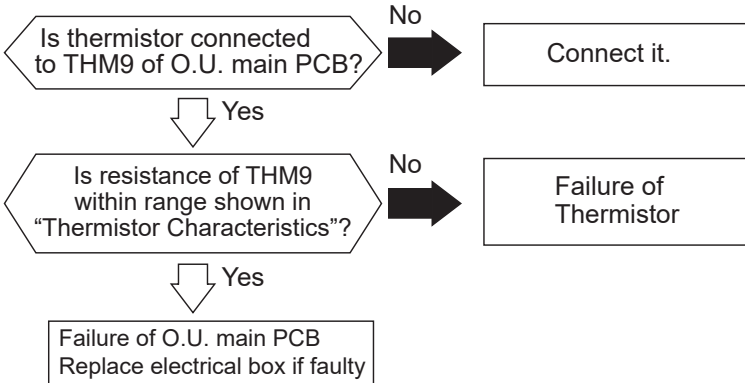 Is thermistor connected
to THM9 of O.U. main PCB?
No
Connect it.
Yes
Is resistance of THM9
within range shown in
“Thermistor Characteristics”?
No
Failure of
Thermistor
Yes
Failure of O.U. main PCB
Replace electrical box if faulty